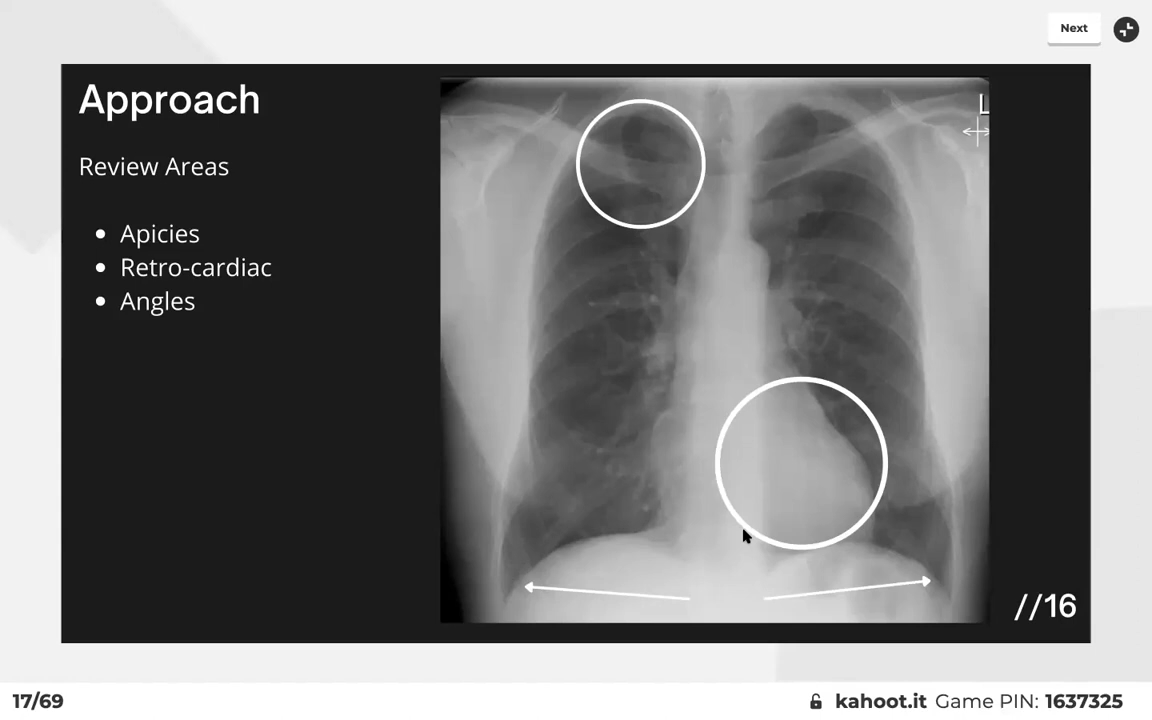 Next
Approach
Review Areas
Apicies
Retro-cardiac
Angles
L
//16
17/69
kahoot.it Game PIN: 1637325